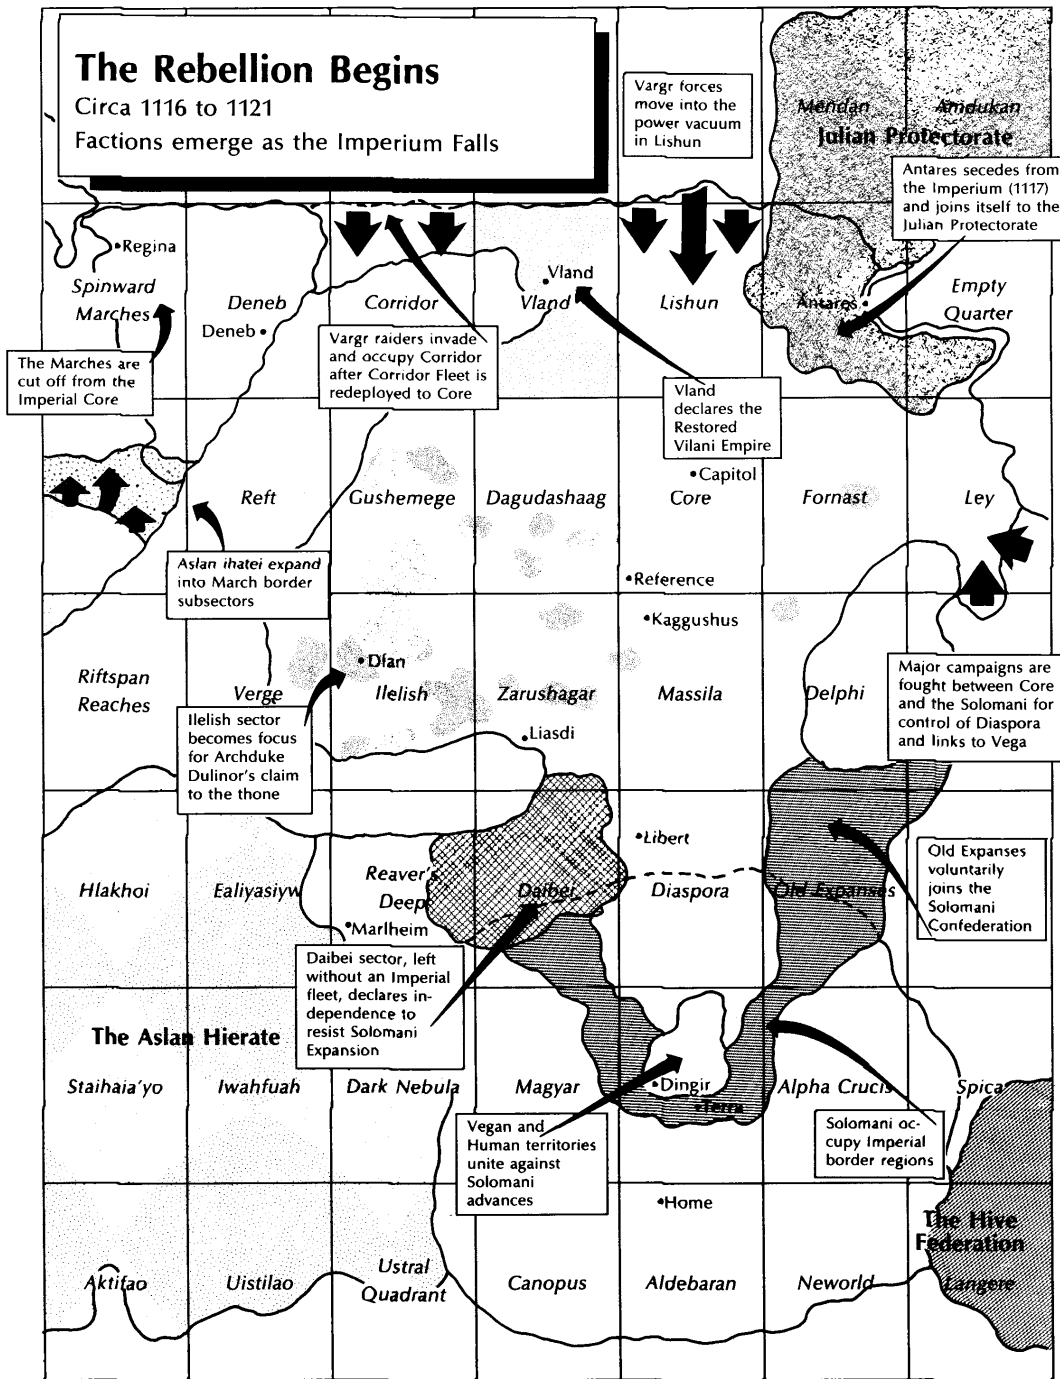 The Rebellion Begins
Circa 1116 to 1121
Factions emerge as the Imperium Falls
Vargr forces
move into the
power vacuum
in Lishun
Mendan
Amdukan
Julian Protectorate
Antares secedes from
the Imperium (1117)
and joins itself to the
Julian Protectorate
Regina
Spinward
Marches
Deneb
Deneb
Corridor
Vland
Vland
Lishun
Antares
Empty
Quarter
The Marches are
cut off from the
Imperial Core
Vargr raiders invade
and occupy Corridor
after Corridor Fleet is
redeployed to Core
Vland
declares the
Restored
Vilani Empire
Capitol
Reft
Gushemege
Dagudashaag
Core
Fornast
Ley
Aslan ihatei expand
into March border
subsectors
Reference
Kaggushus
Dlan
Riftspan
Reaches
Verge
Ilelish
Zarushagar
Massila
Delphi
Liasdi
Major campaigns are
fought between Core
and the Solomani for
control of Diaspora
and links to Vega
Ilelish sector
becomes focus
for Archduke
Dulinor's claim
to the thone
Libert
Hlakhoi
Ealiyasiyw
Reaver's
Deep
Daibei
Diaspora
Old Expanses
Old Expanses
voluntarily
joins the
Solomani
Confederation
Marlheim
Daibei sector, left
without an Imperial
fleet, declares in-
dependence to
resist Solomani
Expansion
The Aslan Hierate
Staihaia'yo
Iwahfuah
Dark Nebula
Magyar
Dingir
Terra
Alpha Crucis
Spica
Vegan and
Human territories
unite against
Solomani
advances
Solomani oc-
cupy Imperial
border regions
Home
The Hive
Federation
Aktifao
Uistilao
Ustral
Quadrant
Canopus
Aldebaran
Neworld
Langere